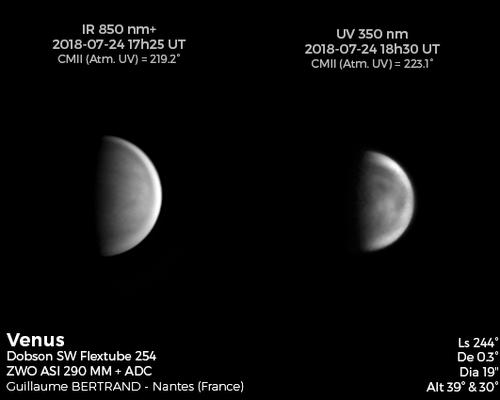 IR 850 nm+
2018-07-24 17h25 UT
CMII (Atm. UV) = 219.2°
UV 350 nm
2018-07-24 18h30 UT
CMII (Atm. UV) = 223.1°
Venus
Dobson SW Flextube 254
ZWO ASI 290 MM + ADC
Guillaume BERTRAND - Nantes (France)
Ls 244°
De 0.3°
Dia 19"
Alt 39° & 30°